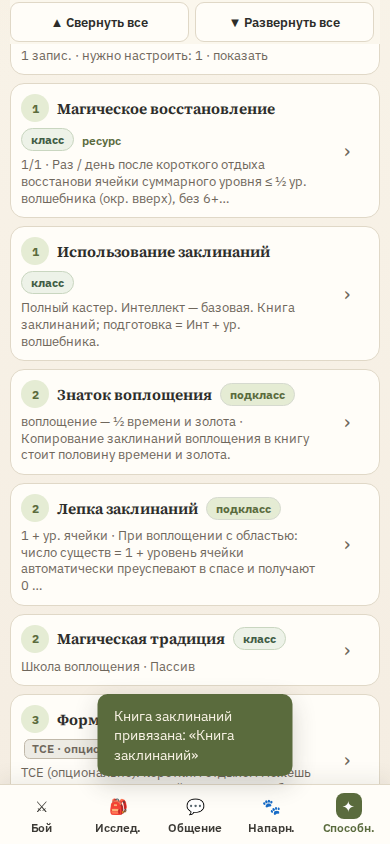 ▲ Свернуть все
▼ Развернуть все
1 запис. · нужно настроить: 1 · показать
1 Магическое восстановление
класс ресурс
1/1 · Раз / день после короткого отдыха
восстанови ячейки суммарного уровня ≤ ½ ур.
волшебника (окр. вверх), без 6+…
1 Использование заклинаний
класс
Полный кастер. Интеллект — базовая. Книга
заклинаний; подготовка = Инт + ур.
волшебника.
2 Знаток воплощения подкласс
воплощение — ½ времени и золота ·
Копирование заклинаний воплощения в книгу
стоит половину времени и золота.
2 Лепка заклинаний подкласс
1 + ур. ячейки · При воплощении с областью:
число существ = 1 + уровень ячейки
автоматически преуспевают в спасе и получают
0 …
2 Магическая традиция класс
Школа воплощения · Пассив
3 Форм
TCE · опцио
Книга заклинаний
привязана: «Книга
заклинаний»
Бой
Исслед.
Общение
Напарн.
Способн.